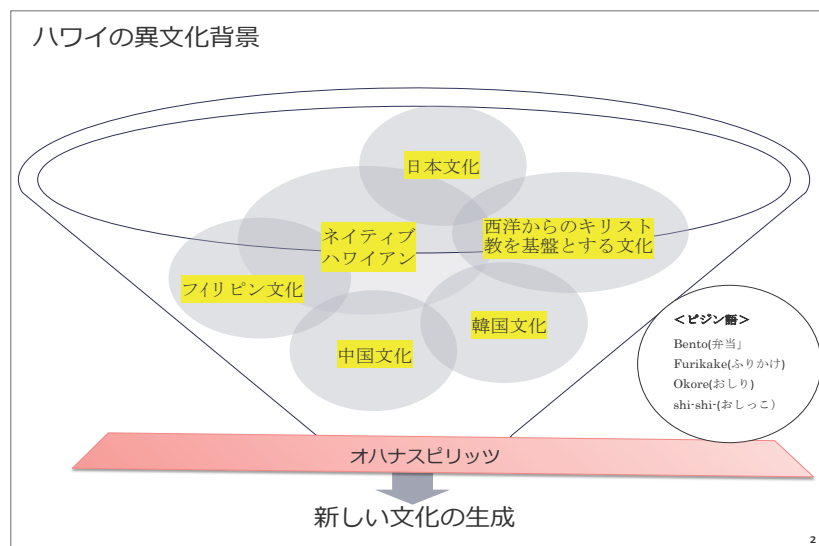 ハワイの異文化背景
日本文化
ネイティブ
ハワイアン
西洋からのキリスト
教を基盤とする文化
フィリピン文化
韓国文化
中国文化
＜ピジン語＞
Bento(弁当」
Furikake(ふりかけ)
Okore(おしり)
shi-shi-(おしっこ）
オハナスピリッツ
新しい文化の生成
2